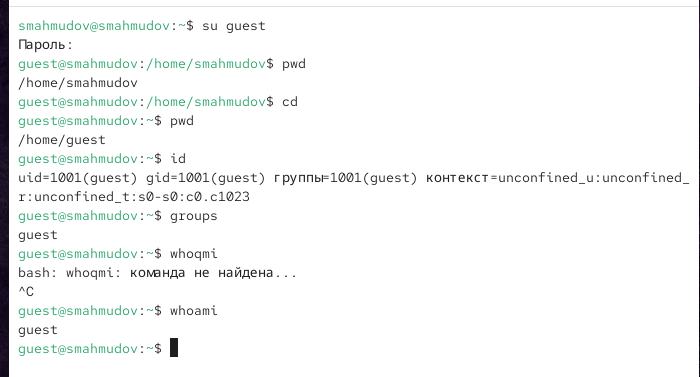 smahmudov@smahmudov:~$ su guest
Пароль:
guest@smahmudov:/home/smahmudov$ pwd
/home/smahmudov
guest@smahmudov:/home/smahmudov$ cd
guest@smahmudov:~$ pwd
/home/guest
guest@smahmudov:~$ id
uid=1001(guest) gid=1001(guest) группы=1001(guest) контекст=unconfined_u:unconfined_
r:unconfined_t:s0-s0:c0.c1023
guest@smahmudov:~$ groups
guest
guest@smahmudov:~$ whoqmi
bash: whoqmi: команда не найдена...
^C
guest@smahmudov:~$ whoami
guest
guest@smahmudov:~$